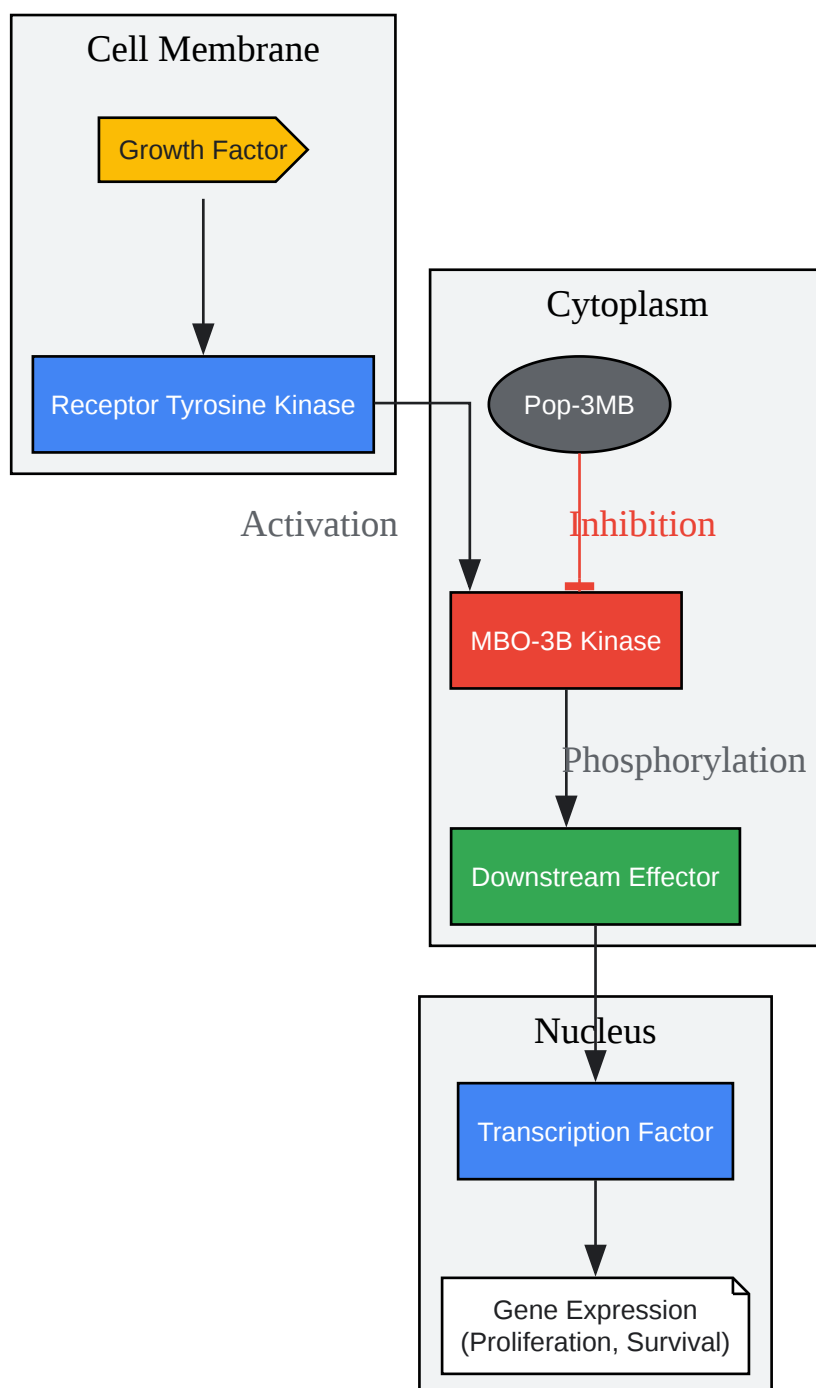 Cell Membrane
Growth Factor
Receptor Tyrosine Kinase
Cytoplasm
Pop-3MB
Activation
Inhibition
MBO-3B Kinase
Phosphorylation
Downstream Effector
Nucleus
Transcription Factor
Gene Expression
(Proliferation, Survival)